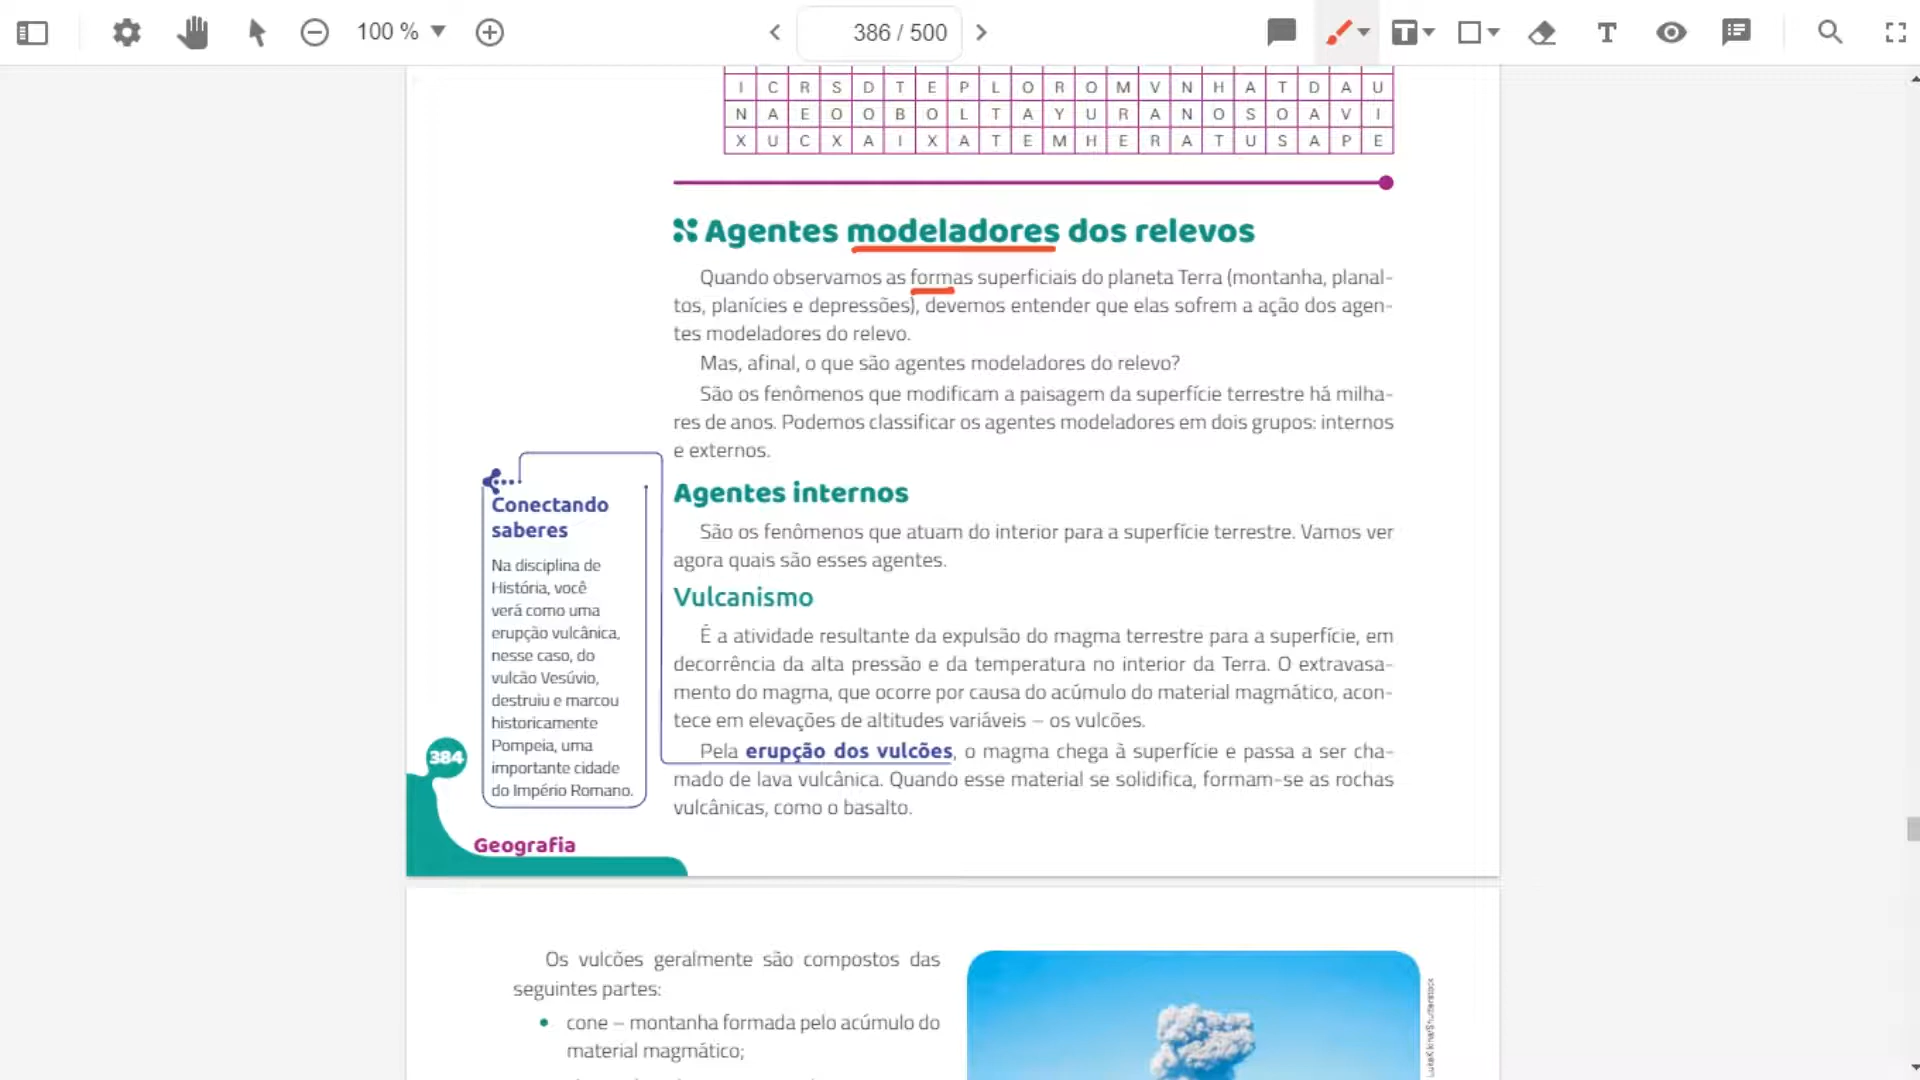 100 %
386 / 500
I C R S D T E P L O R O M V N H A T D A U
N A E O O B O L T A Y U R A N O S O A V I
X U C X A I X A T E M H E R A T U S A P E
Agentes modeladores dos relevos
Quando observamos as formas superficiais do planeta Terra (montanha, planal-
tos, planícies e depressões), devemos entender que elas sofrem a ação dos agen-
tes modeladores do relevo.
Mas, afinal, o que são agentes modeladores do relevo?
São os fenômenos que modificam a paisagem da superfície terrestre há milha-
res de anos. Podemos classificar os agentes modeladores em dois grupos: internos
e externos.
Agentes internos
São os fenômenos que atuam do interior para a superfície terrestre. Vamos ver
agora quais são esses agentes.
Vulcanismo
É a atividade resultante da expulsão do magma terrestre para a superfície, em
decorrência da alta pressão e da temperatura no interior da Terra. O extravasa-
mento do magma, que ocorre por causa do acúmulo do material magmático, acon-
tece em elevações de altitudes variáveis – os vulcões.
Pela erupção dos vulcões, o magma chega à superfície e passa a ser cha-
mado de lava vulcânica. Quando esse material se solidifica, formam-se as rochas
vulcânicas, como o basalto.
Conectando
saberes
Na disciplina de
História, você
verá como uma
erupção vulcânica,
nesse caso, do
vulcão Vesúvio,
destruiu e marcou
historicamente
Pompeia, uma
importante cidade
do Império Romano.
384
Geografia
Os vulcões geralmente são compostos das
seguintes partes:
• cone – montanha formada pelo acúmulo do
material magmático;